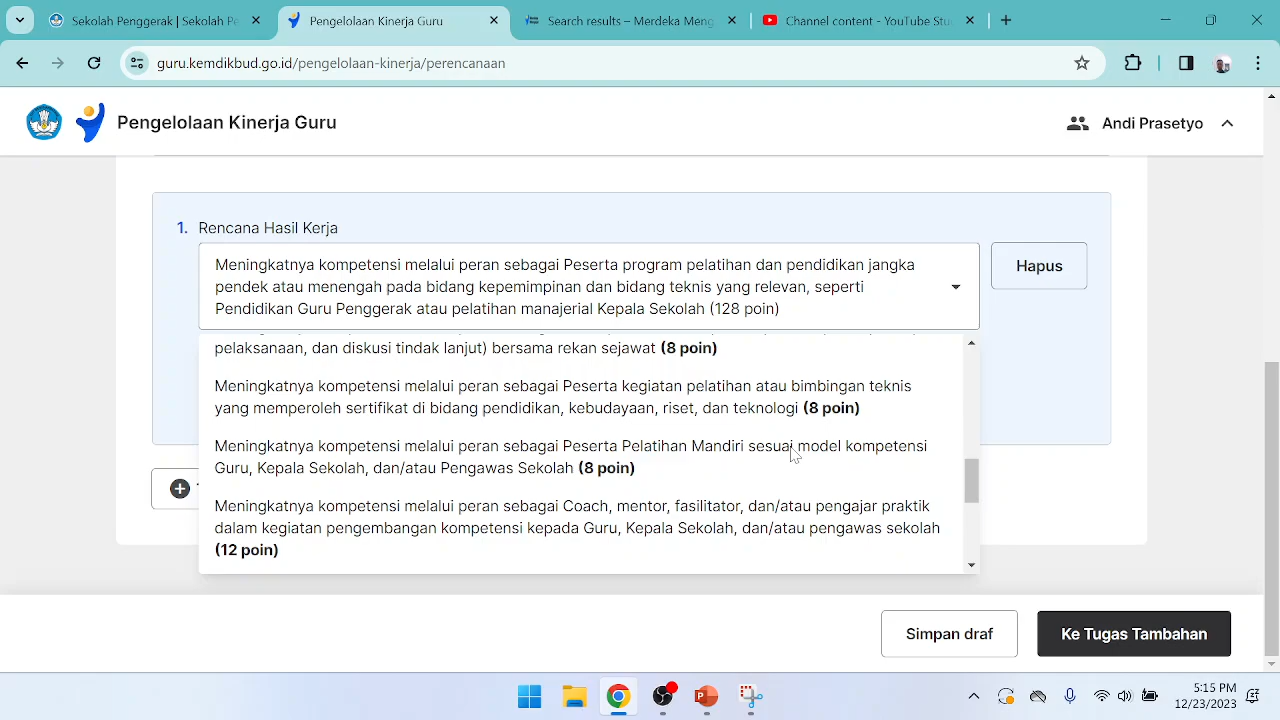 Sekolah Penggerak | Sekolah Pe
Pengelolaan Kinerja Guru
Search results – Merdeka Meng
Channel content - YouTube Stu
guru.kemdikbud.go.id/pengelolaan-kinerja/perencanaan
Pengelolaan Kinerja Guru
Andi Prasetyo
1. Rencana Hasil Kerja
Meningkatnya kompetensi melalui peran sebagai Peserta program pelatihan dan pendidikan jangka
pendek atau menengah pada bidang kepemimpinan dan bidang teknis yang relevan, seperti
Pendidikan Guru Penggerak atau pelatihan manajerial Kepala Sekolah (128 poin)
Hapus
pelaksanaan, dan diskusi tindak lanjut) bersama rekan sejawat (8 poin)
Meningkatnya kompetensi melalui peran sebagai Peserta kegiatan pelatihan atau bimbingan teknis
yang memperoleh sertifikat di bidang pendidikan, kebudayaan, riset, dan teknologi (8 poin)
Meningkatnya kompetensi melalui peran sebagai Peserta Pelatihan Mandiri sesuai model kompetensi
Guru, Kepala Sekolah, dan/atau Pengawas Sekolah (8 poin)
Meningkatnya kompetensi melalui peran sebagai Coach, mentor, fasilitator, dan/atau pengajar praktik
dalam kegiatan pengembangan kompetensi kepada Guru, Kepala Sekolah, dan/atau pengawas sekolah
(12 poin)
Simpan draf
Ke Tugas Tambahan
5:15 PM
12/23/2023